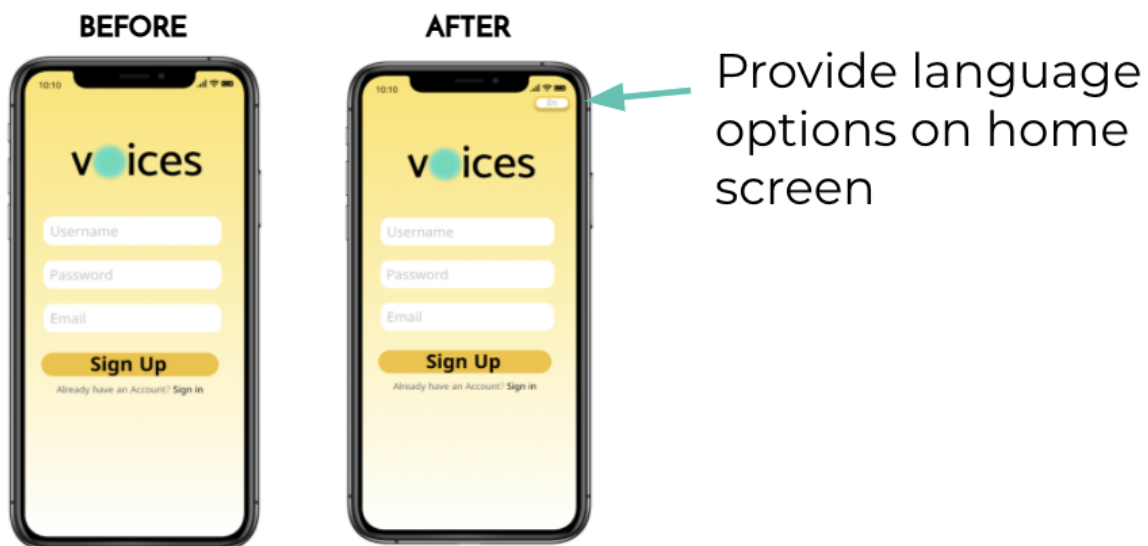 BEFORE
AFTER
10:10
voices
Username
Password
Email
Sign Up
Already have an Account? Sign in
10:10
En
voices
Username
Password
Email
Sign Up
Already have an Account? Sign in
Provide language
options on home
screen